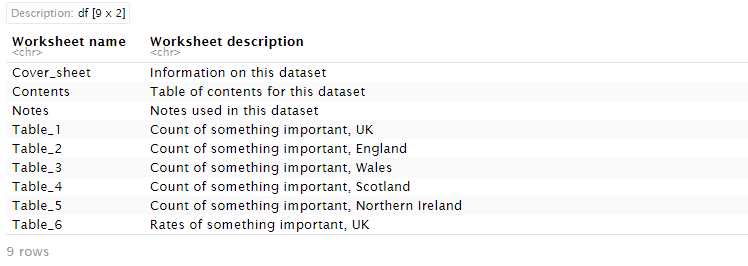 Description: df [9 x 2]
Worksheet name Worksheet description
<chr> <chr>
Cover_sheet Information on this dataset
Contents Table of contents for this dataset
Notes Notes used in this dataset
Table_1 Count of something important, UK
Table_2 Count of something important, England
Table_3 Count of something important, Wales
Table_4 Count of something important, Scotland
Table_5 Count of something important, Northern Ireland
Table_6 Rates of something important, UK
9 rows